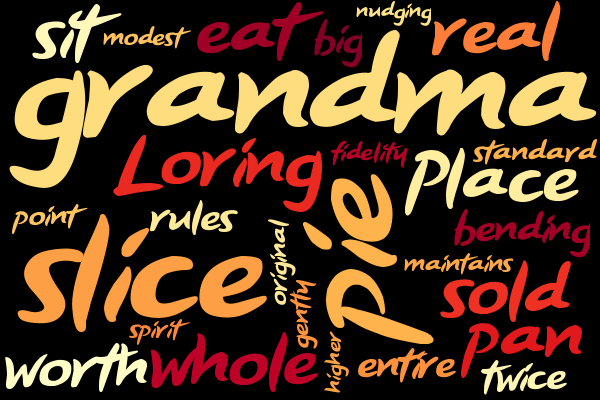 sit modest eat big nudging real
grandma
Loring fidelity Place standard
point rules original pie bending
slice gently maintains sold
spirit higher pan
worth whole entire twice